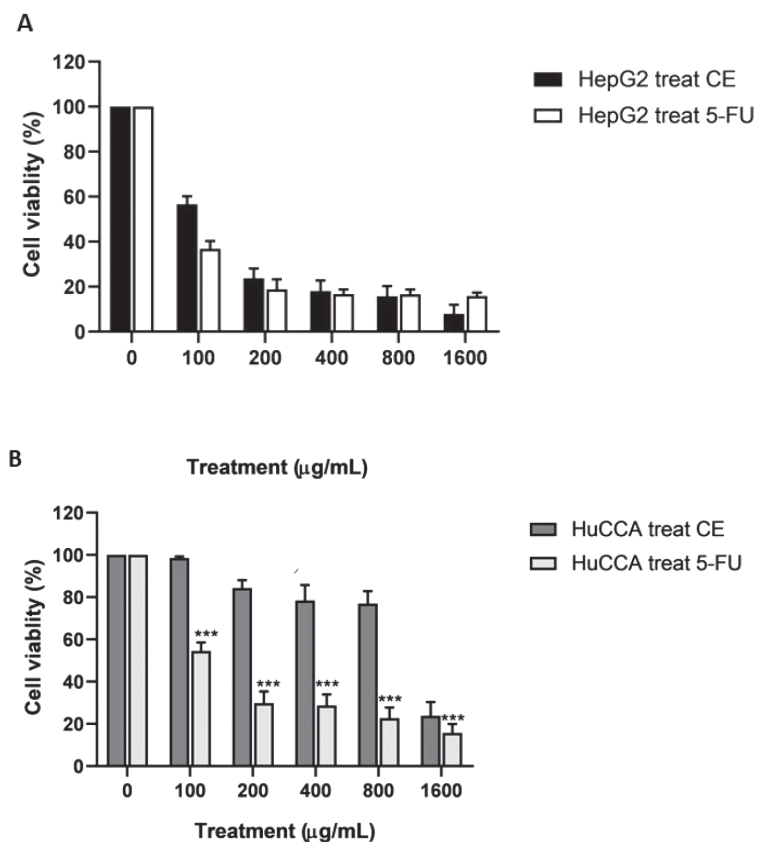 A
120
100
80
60
40
20
0
Cell viablity (%)
0 100 200 400 800 1600
HepG2 treat CE
HepG2 treat 5-FU
Treatment (μg/mL)
B
120
100
80
60
40
20
0
Cell viablity (%)
***
***
***
***
***
0 100 200 400 800 1600
Treatment (μg/mL)
HuCCA treat CE
HuCCA treat 5-FU